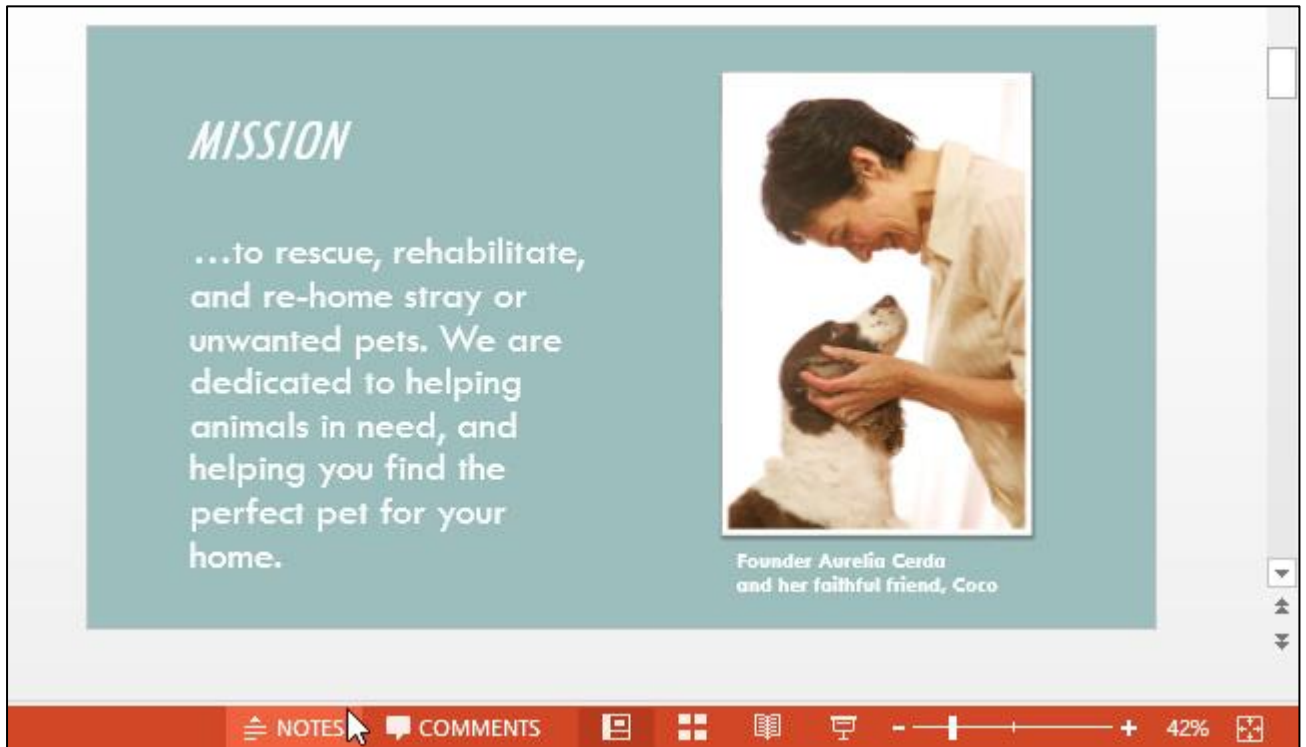 MISSION
...to rescue, rehabilitate,
and re-home stray or
unwanted pets. We are
dedicated to helping
animals in need, and
helping you find the
perfect pet for your
home.
Founder Aurelia Cerda
and her faithful friend, Coco
NOTES COMMENTS 42%